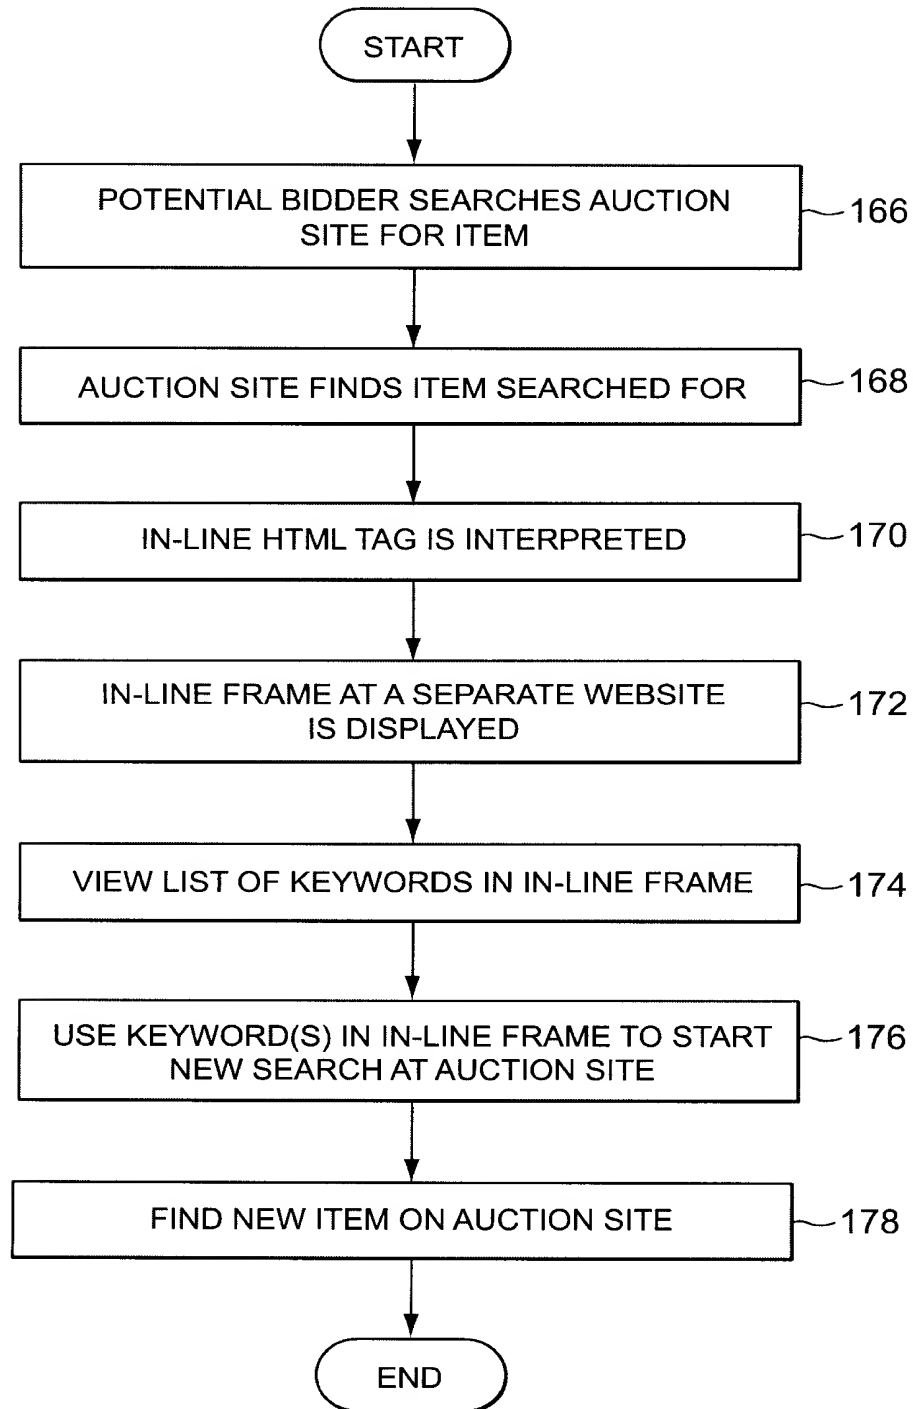 START
POTENTIAL BIDDER SEARCHES AUCTION
SITE FOR ITEM
166
AUCTION SITE FINDS ITEM SEARCHED FOR
168
IN-LINE HTML TAG IS INTERPRETED
170
IN-LINE FRAME AT A SEPARATE WEBSITE
IS DISPLAYED
172
VIEW LIST OF KEYWORDS IN IN-LINE FRAME
174
USE KEYWORD(S) IN IN-LINE FRAME TO START
NEW SEARCH AT AUCTION SITE
176
FIND NEW ITEM ON AUCTION SITE
178
END